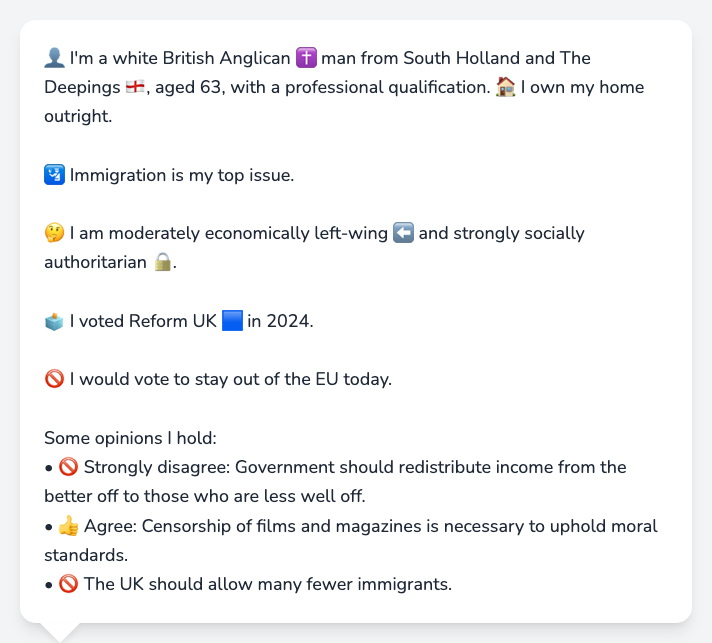 👤 I'm a white British Anglican ✝️ man from South Holland and The
Deepings 🏴󠁧󠁢󠁥󠁮󠁧󠁿, aged 63, with a professional qualification. 🏠 I own my home
outright.
🛂 Immigration is my top issue.
🤔 I am moderately economically left-wing ⬅️ and strongly socially
authoritarian 🔒.
🗳️ I voted Reform UK 🟦 in 2024.
🚫 I would vote to stay out of the EU today.
Some opinions I hold:
• 🚫 Strongly disagree: Government should redistribute income from the
better off to those who are less well off.
• 👍 Agree: Censorship of films and magazines is necessary to uphold moral
standards.
• 🚫 The UK should allow many fewer immigrants.